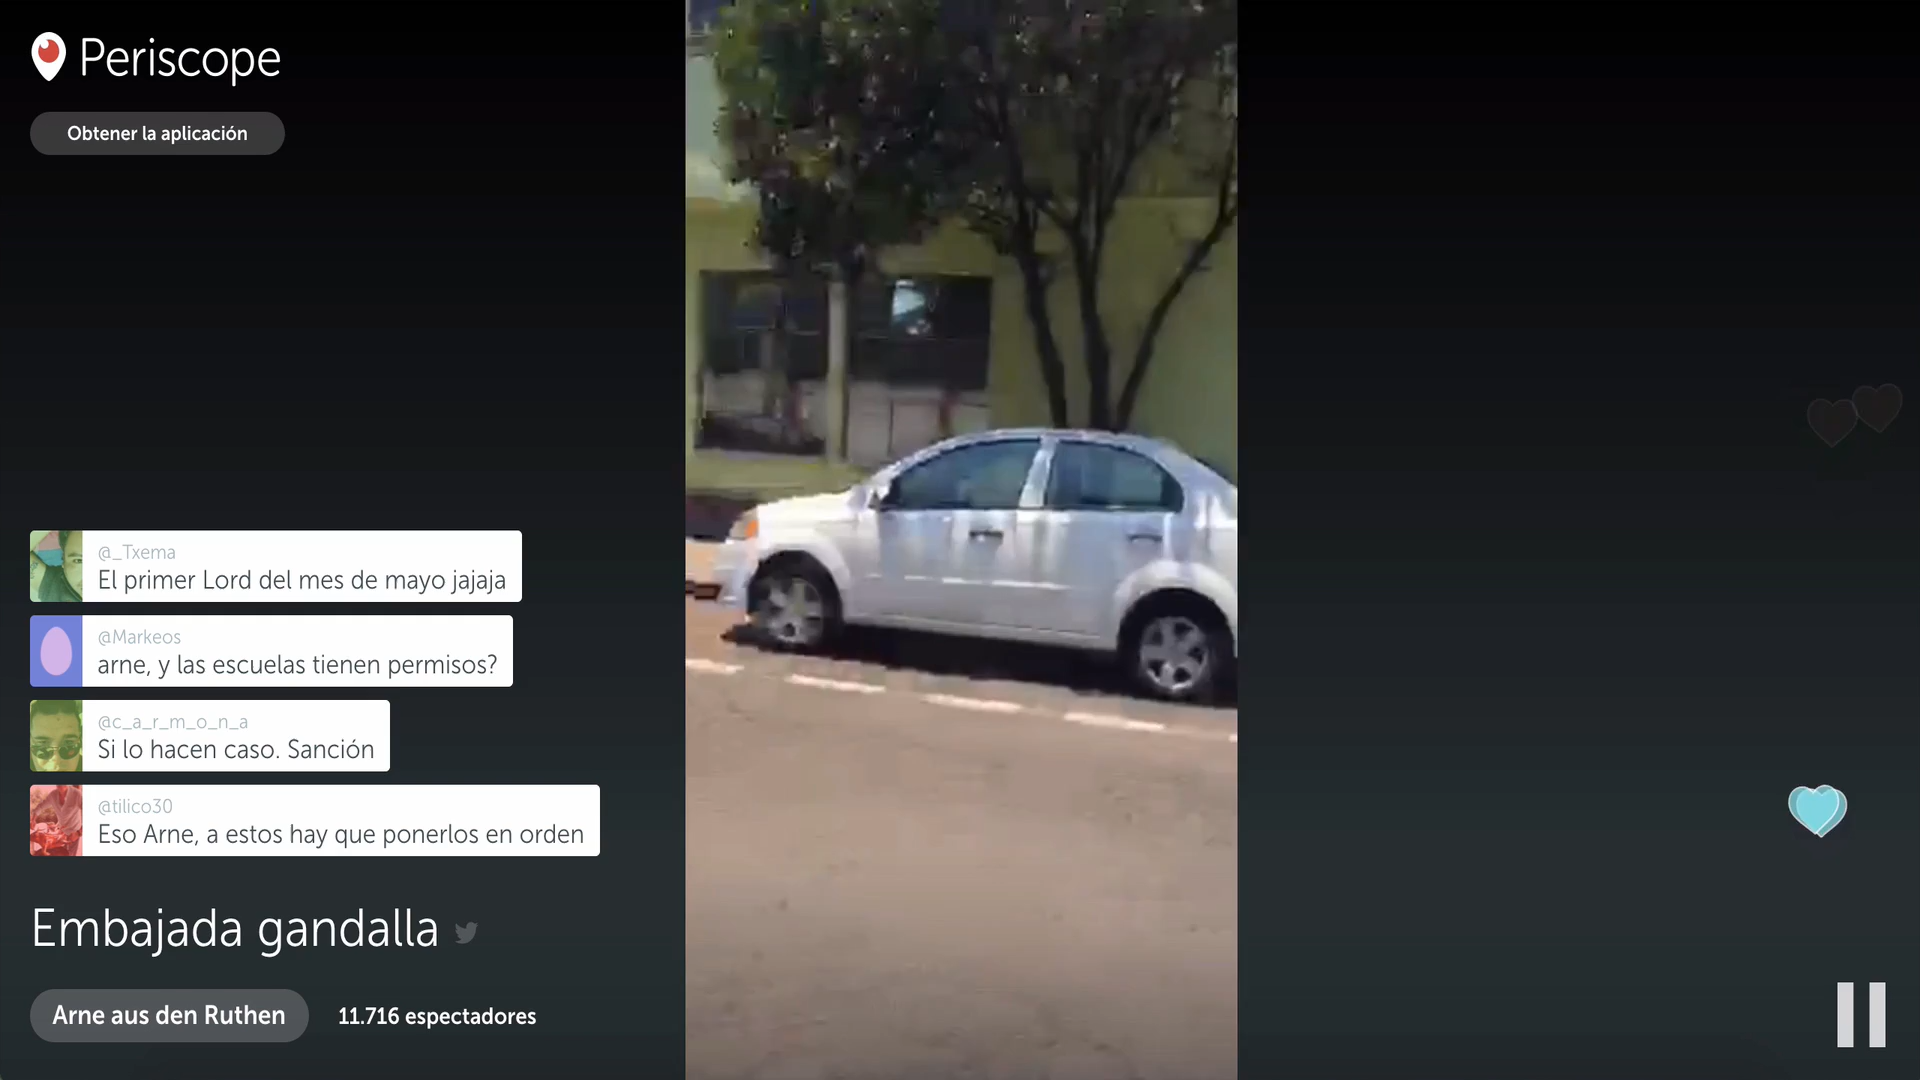 Periscope
Obtener la aplicación
@_Txema
El primer Lord del mes de mayo jajaja
@Markeos
arne, y las escuelas tienen permisos?
@c_a_r_m_o_n_a
Si lo hacen caso. Sanción
@tilico30
Eso Arne, a estos hay que ponerlos en orden
Embajada gandalla
Arne aus den Ruthen
11.716 espectadores